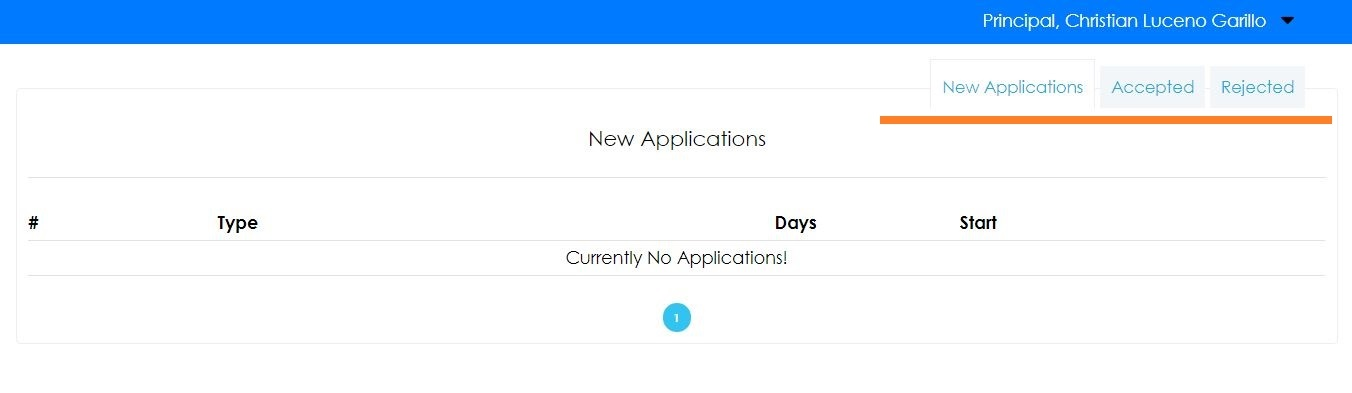 Principal, Christian Luceno Garillo
New Applications Accepted Rejected
New Applications
# Type Days Start
Currently No Applications!
1